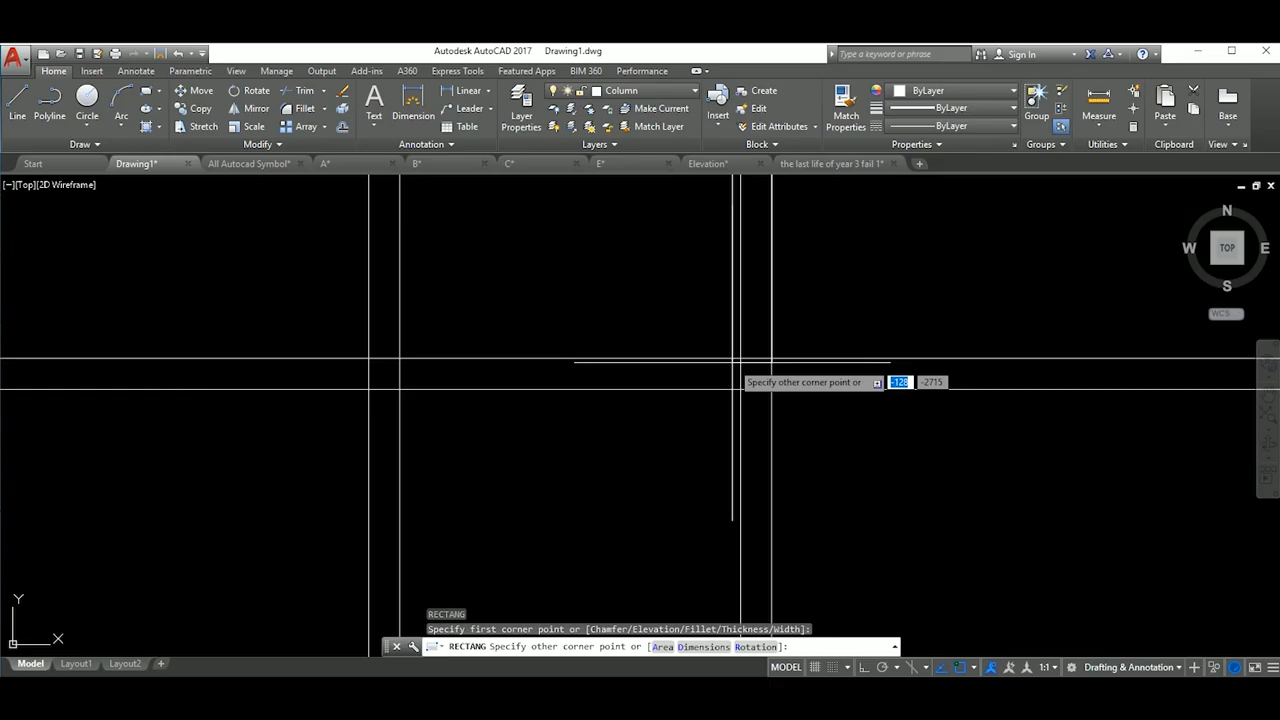 Autodesk AutoCAD 2017 Drawing1.dwg
Type a keyword or phrase
Sign In
Home Insert Annotate Parametric View Manage Output Add-ins A360 Express Tools Featured Apps BIM 360 Performance
Line Polyline Circle Arc
Move Rotate Trim
Copy Mirror Fillet
Stretch Scale Array
Text Dimension
Linear
Leader
Table
Layer Properties
Column
Make Current
Match Layer
Insert
Create
Edit
Edit Attributes
Match Properties
ByLayer
ByLayer
ByLayer
Group
Measure
Paste
Base
Draw Modify Annotation Layers Block Properties Groups Utilities Clipboard View
Start Drawing1* All Autocad Symbol* A* B* C* E* Elevation* the last life of year 3 fail 1*
[−][Top][2D Wireframe]
N
W TOP E
S
WCS
Specify other corner point or -128 -2715
Y
X
RECTANG
Specify first corner point or [Chamfer/Elevation/Fillet/Thickness/Width]:
RECTANG Specify other corner point or [Area Dimensions Rotation]:
Model Layout1 Layout2 +
MODEL 1:1 Drafting & Annotation